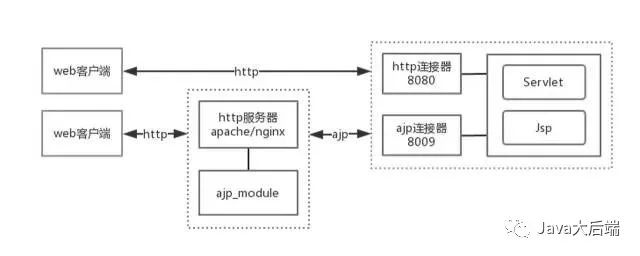 web客户端
http
http连接器
8080
Servlet
web客户端
http
http服务器
apache/nginx
ajp
ajp连接器
8009
Jsp
ajp_module
Java大后端